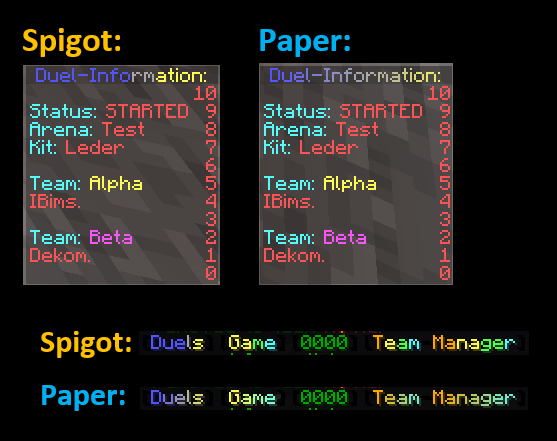 Spigot: Paper:
Duel-Information: Duel-Information:
10 10
Status: STARTED 9 Status: STARTED 9
Arena: Test 8 Arena: Test 8
Kit: Leder 7 Kit: Leder 7
6 6
Team: Alpha 5 Team: Alpha 5
IBims. 4 IBims. 4
3 3
Team: Beta 2 Team: Beta 2
Dekom. 1 Dekom. 1
0 0
Spigot: Duels Game 0000 Team Manager
Paper: Duels Game 0000 Team Manager